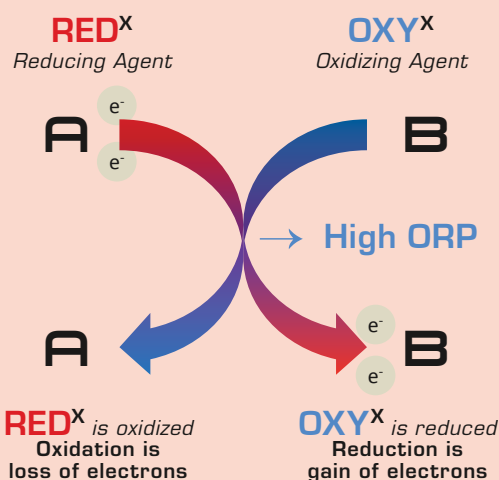 REDˣ OXYˣ
Reducing Agent Oxidizing Agent
e-
A B
e-
→ High ORP
e-
A B
e-
REDˣ is oxidized OXYˣ is reduced
Oxidation is Reduction is
loss of electrons gain of electrons